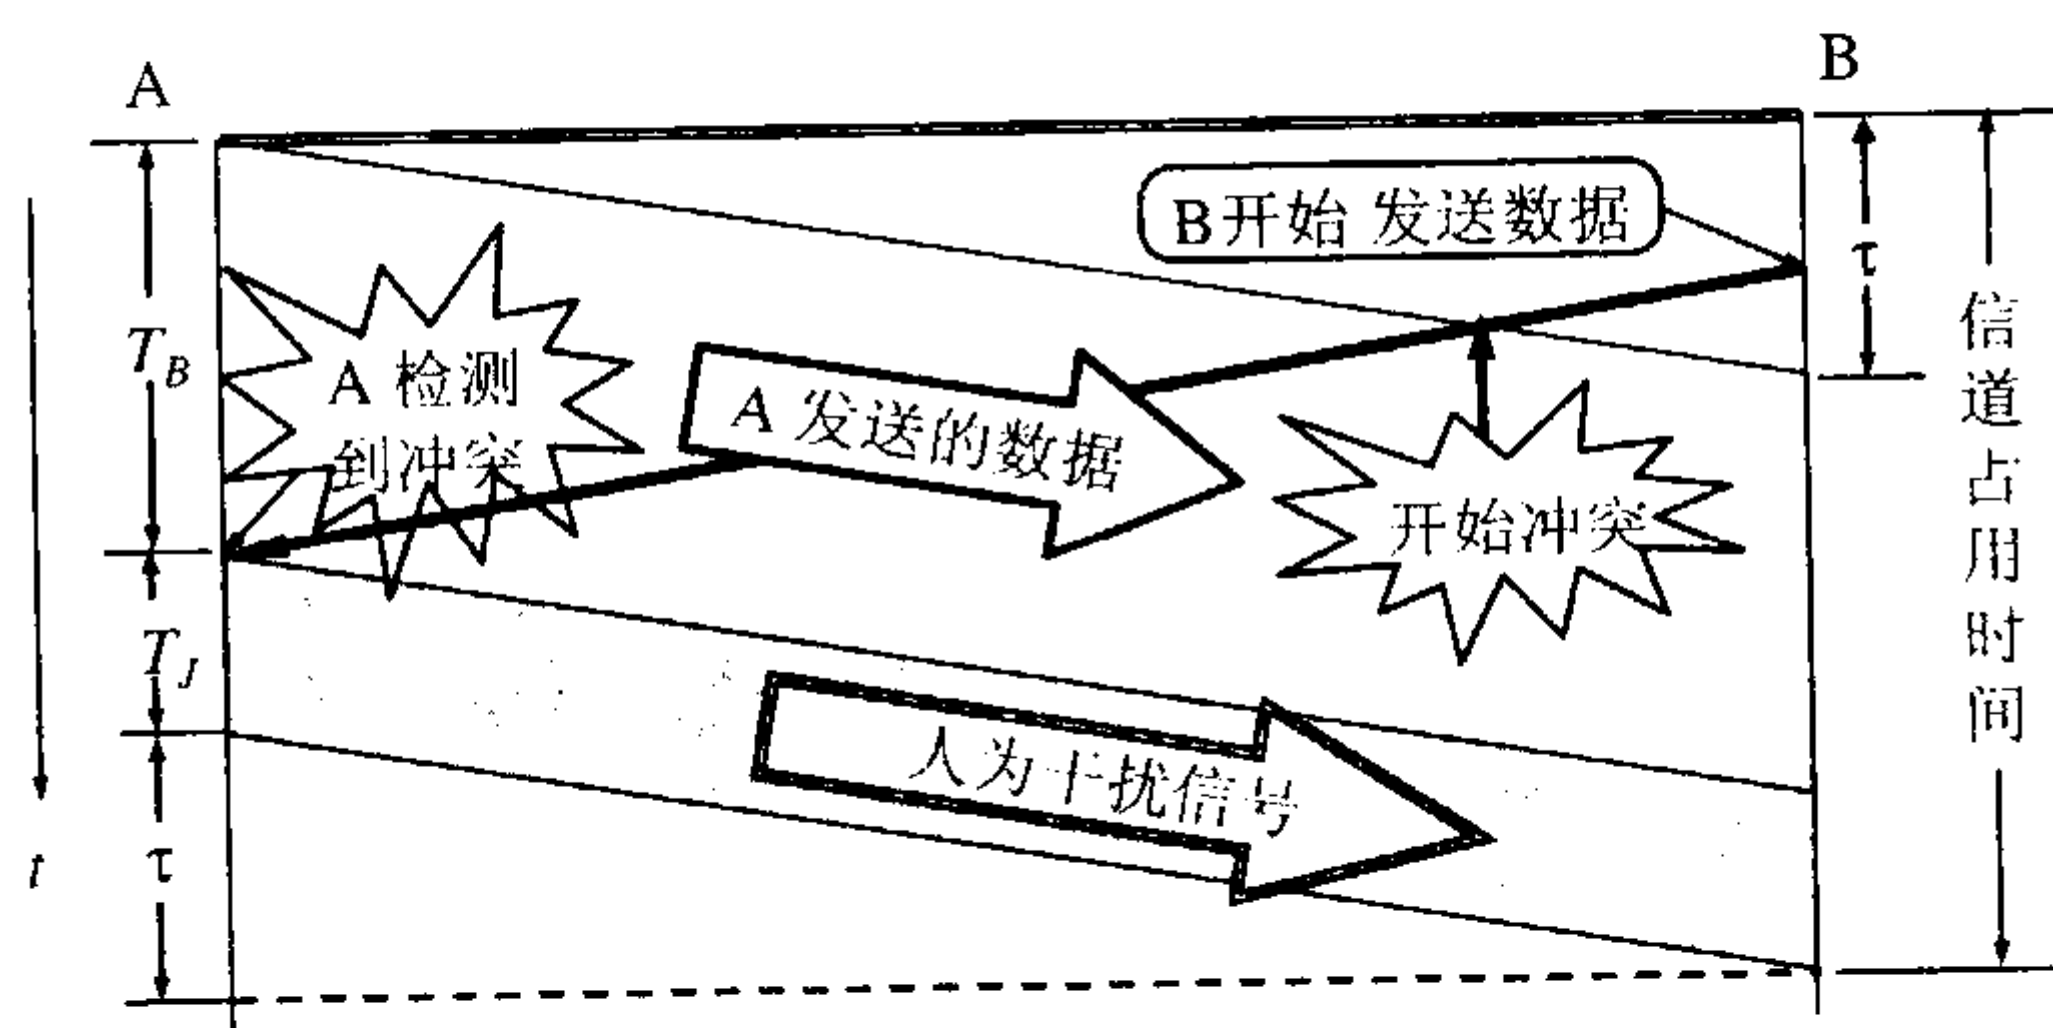 A
B
B开始 发送数据
τ
T_B
A 检测
到冲突
A 发送的数据
开始冲突
信道占用时间
T_J
人为干扰信号
τ
t